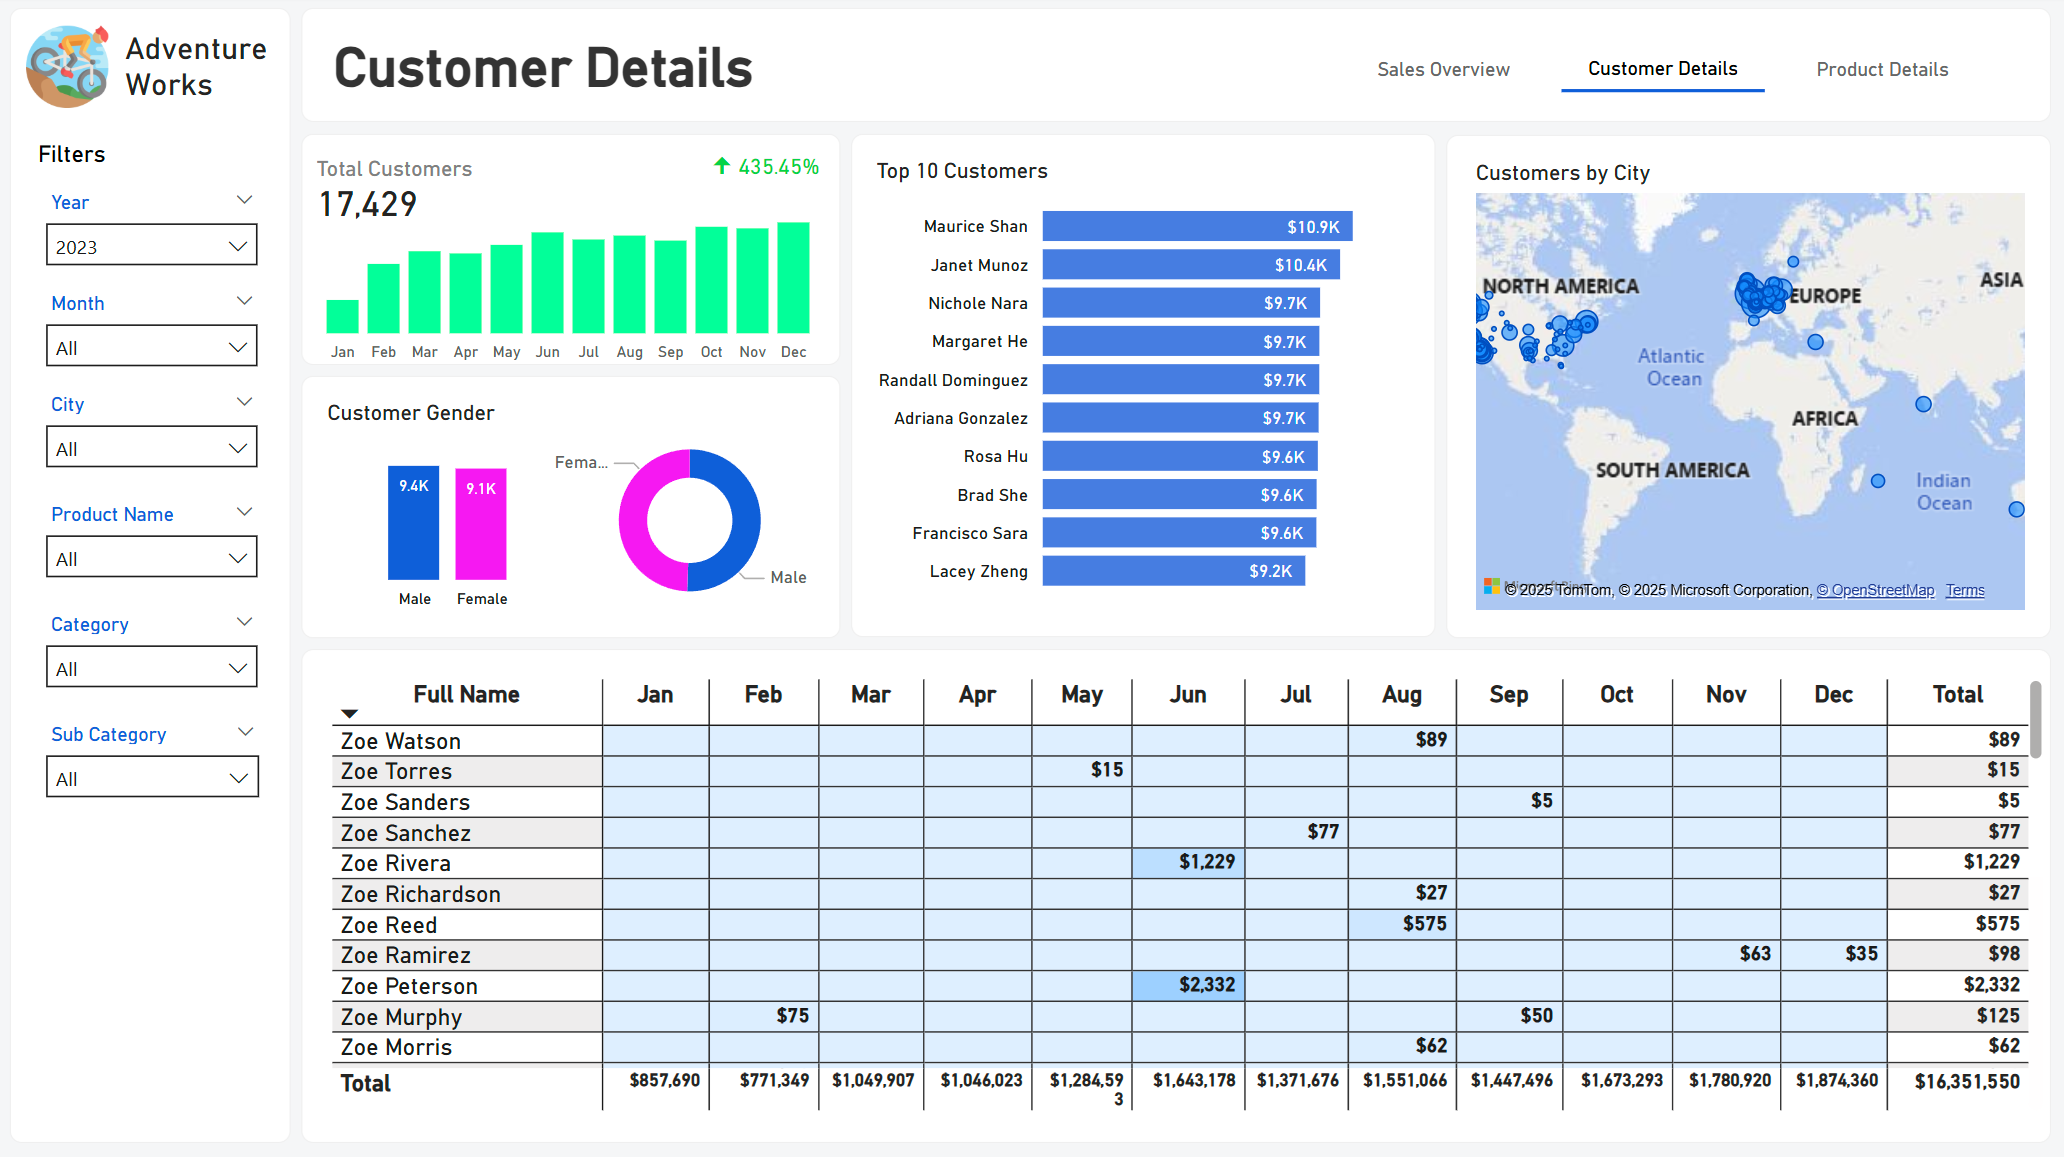 Adventure
Works
Customer Details
Sales Overview
Customer Details
Product Details
Filters
Year
2023
Month
All
City
All
Product Name
All
Category
All
Sub Category
All
Total Customers
435.45%
17,429
Jan Feb Mar Apr May Jun Jul Aug Sep Oct Nov Dec
Customer Gender
9.4K 9.1K
Male Female
Fema...
Male
Top 10 Customers
Maurice Shan $10.9K
Janet Munoz $10.4K
Nichole Nara $9.7K
Margaret He $9.7K
Randall Dominguez $9.7K
Adriana Gonzalez $9.7K
Rosa Hu $9.6K
Brad She $9.6K
Francisco Sara $9.6K
Lacey Zheng $9.2K
Customers by City
NORTH AMERICA
EUROPE
ASIA
Atlantic
Ocean
AFRICA
SOUTH AMERICA
Indian
Ocean
Microsoft Bing
© 2025 TomTom, © 2025 Microsoft Corporation, © OpenStreetMap Terms
Full Name Jan Feb Mar Apr May Jun Jul Aug Sep Oct Nov Dec Total
Zoe Watson $89 $89
Zoe Torres $15 $15
Zoe Sanders $5 $5
Zoe Sanchez $77 $77
Zoe Rivera $1,229 $1,229
Zoe Richardson $27 $27
Zoe Reed $575 $575
Zoe Ramirez $63 $35 $98
Zoe Peterson $2,332 $2,332
Zoe Murphy $75 $50 $125
Zoe Morris $62 $62
Total $857,690 $771,349 $1,049,907 $1,046,023 $1,284,59 $1,643,178 $1,371,676 $1,551,066 $1,447,496 $1,673,293 $1,780,920 $1,874,360 $16,351,550
3